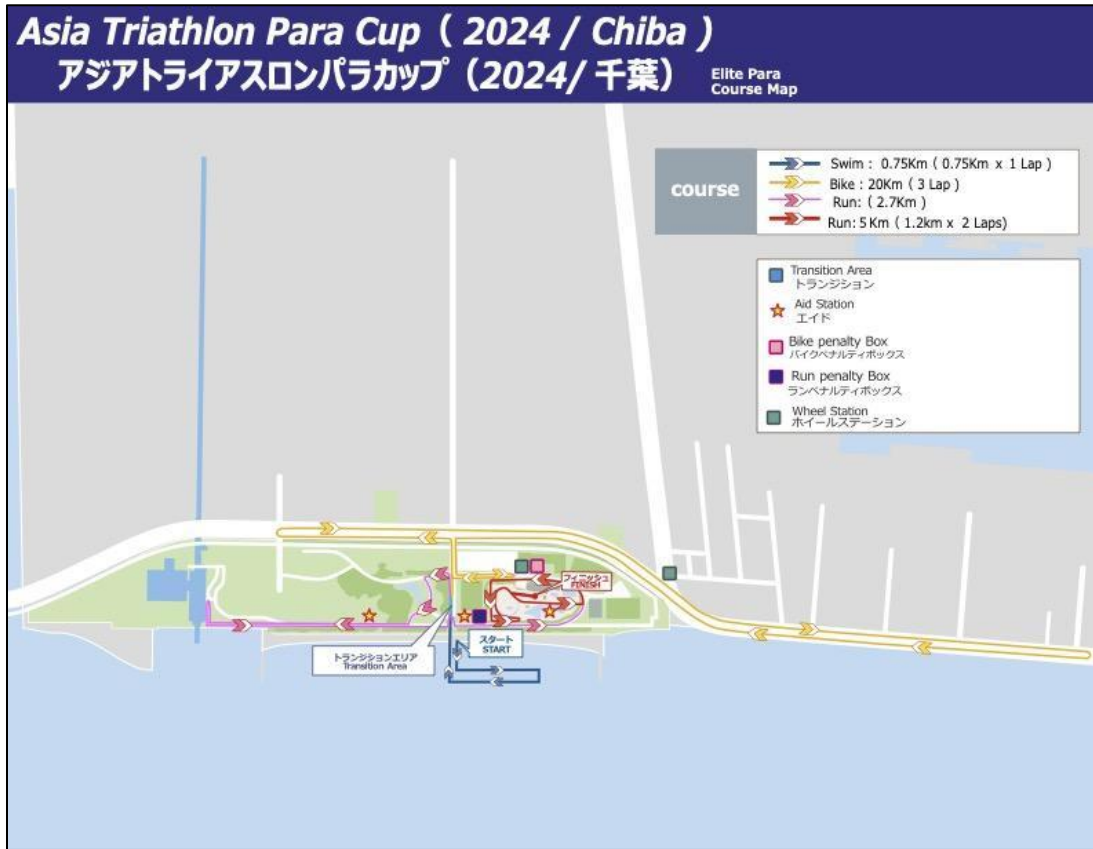 Asia Triathlon Para Cup ( 2024 / Chiba )
アジアトライアスロンパラカップ（2024/ 千葉）
Elite Para
Course Map
course
Swim : 0.75Km ( 0.75Km x 1 Lap )
Bike : 20Km ( 3 Lap )
Run: ( 2.7Km )
Run: 5 Km ( 1.2km x 2 Laps)
Transition Area
トランジション
Aid Station
エイド
Bike penalty Box
バイクペナルティボックス
Run penalty Box
ランペナルティボックス
Wheel Station
ホイールステーション
フィニッシュ
FINISH
スタート
START
トランジションエリア
Transition Area